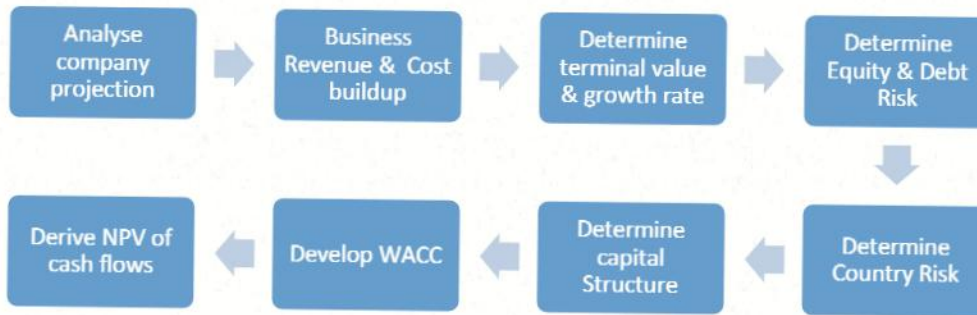 Analyse
company
projection
Business
Revenue & Cost
buildup
Determine
terminal value
& growth rate
Determine
Equity & Debt
Risk
Determine
Country Risk
Determine
capital
Structure
Develop WACC
Derive NPV of
cash flows